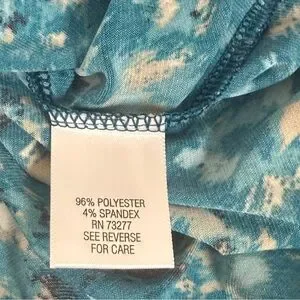 96% POLYESTER
4% SPANDEX
RN 73277
SEE REVERSE
FOR CARE